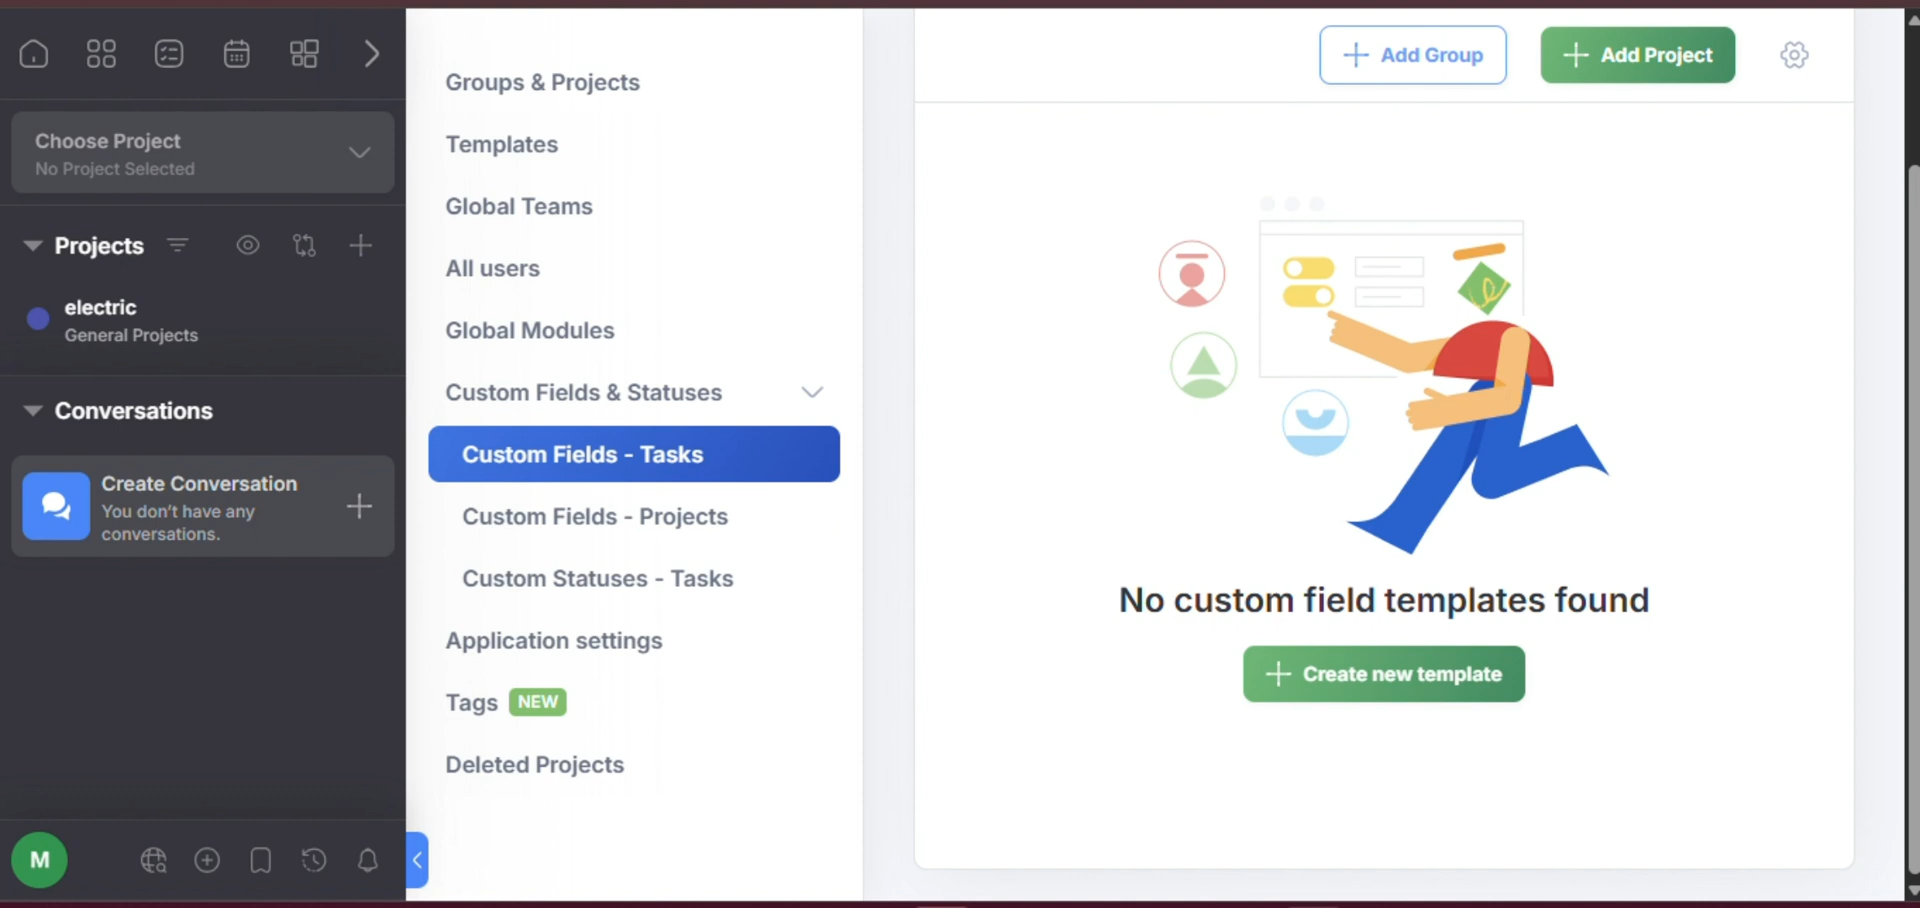 Choose Project
No Project Selected
Projects
electric
General Projects
Conversations
Create Conversation
You don't have any
conversations.
M
Groups & Projects
Templates
Global Teams
All users
Global Modules
Custom Fields & Statuses
Custom Fields - Tasks
Custom Fields - Projects
Custom Statuses - Tasks
Application settings
Tags NEW
Deleted Projects
Add Group
Add Project
No custom field templates found
Create new template